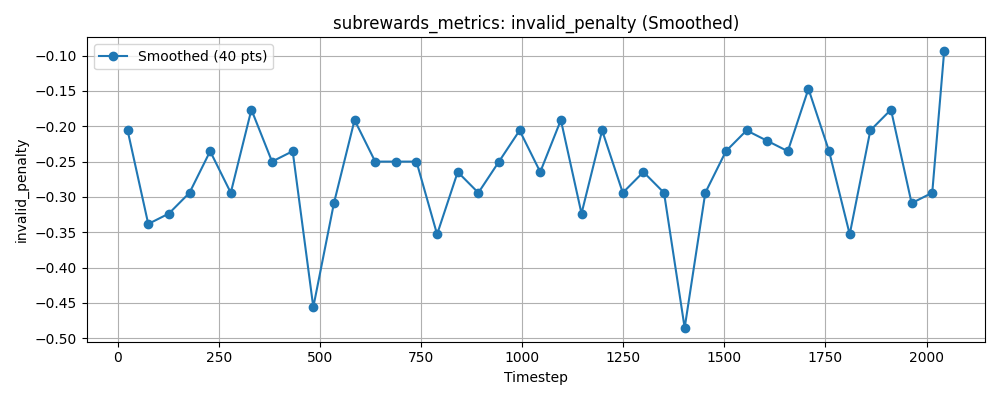 subrewards_metrics: invalid_penalty (Smoothed)
Smoothed (40 pts)
invalid_penalty
−0.10
−0.15
−0.20
−0.25
−0.30
−0.35
−0.40
−0.45
−0.50
0 250 500 750 1000 1250 1500 1750 2000
Timestep